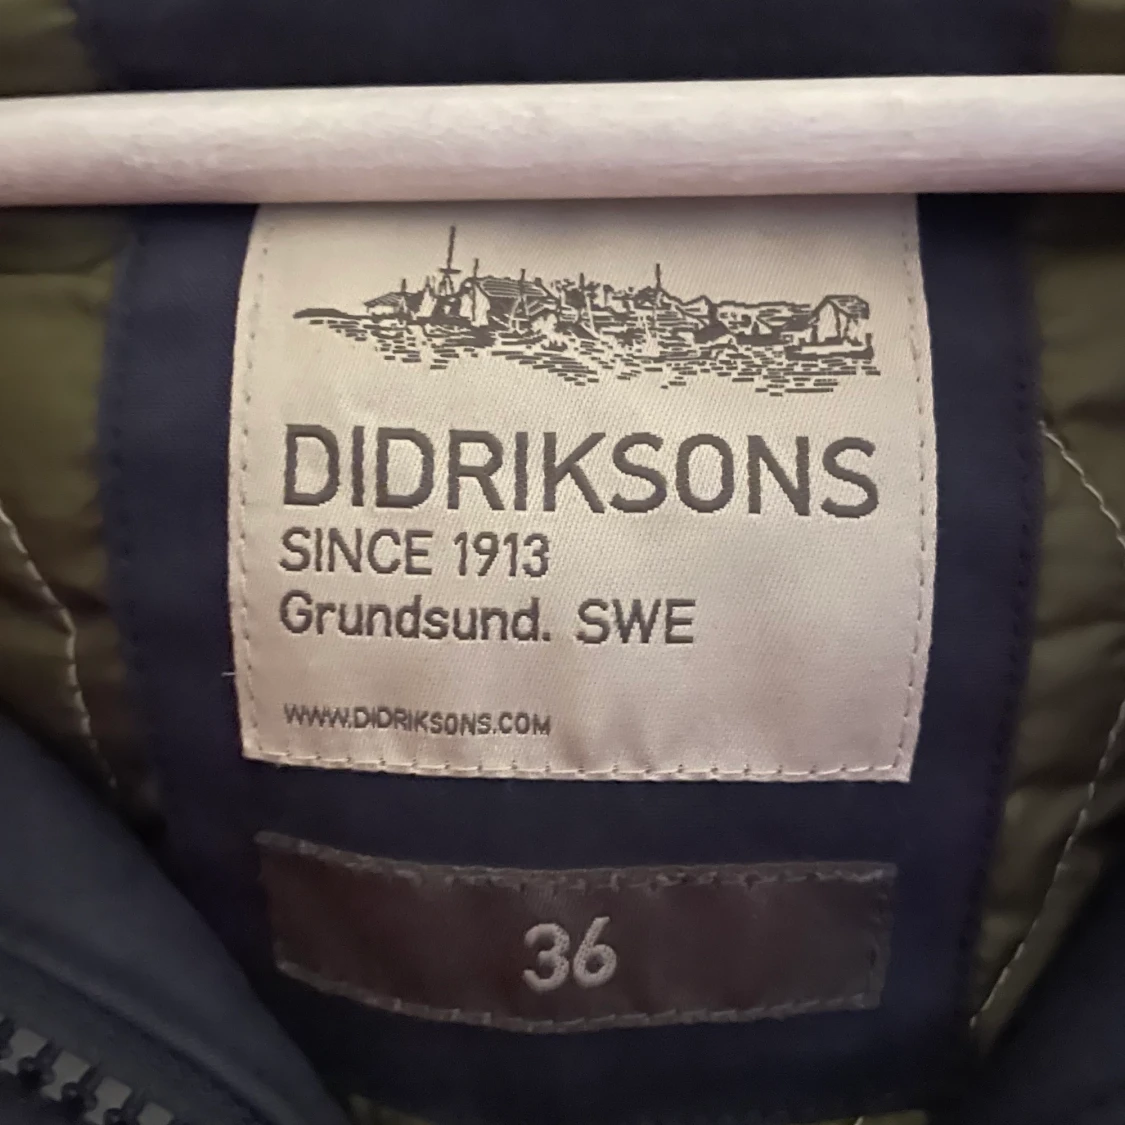 DIDRIKSONS
SINCE 1913
Grundsund. SWE
WWW.DIDRIKSONS.COM
36